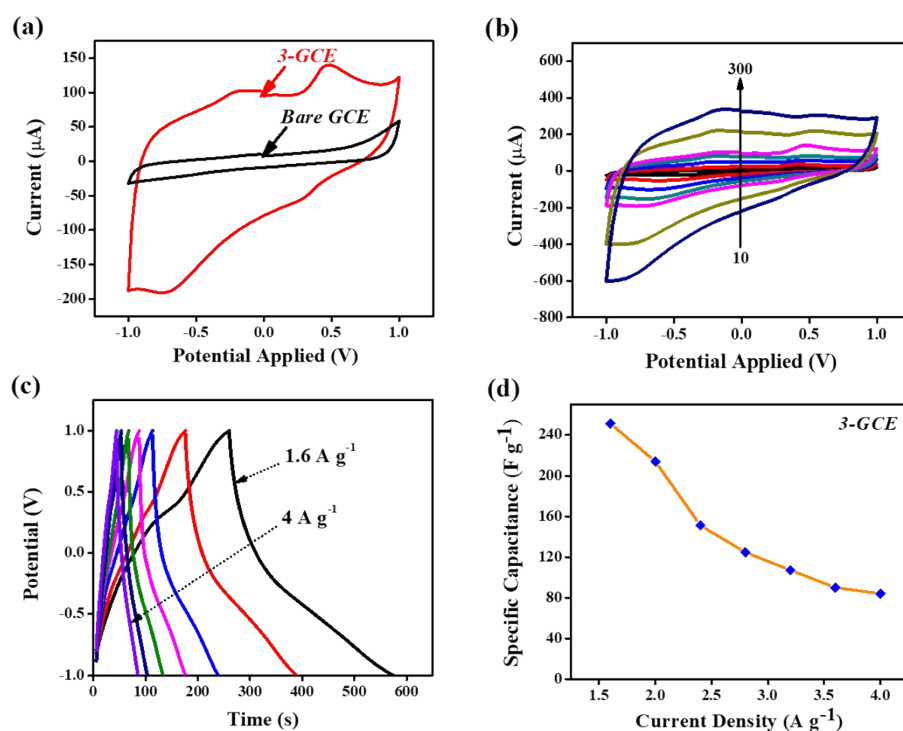 (a)
150
100
50
0
-50
-100
-150
-200
-1.0 -0.5 0.0 0.5 1.0
Current (μA)
Potential Applied (V)
3-GCE
Bare GCE
(b)
600
400
200
0
-200
-400
-600
-800
-1.0 -0.5 0.0 0.5 1.0
Current (μA)
Potential Applied (V)
300
10
(c)
1.0
0.5
0.0
-0.5
-1.0
0 100 200 300 400 500 600
Potential (V)
Time (s)
1.6 A g⁻¹
4 A g⁻¹
(d)
240
200
160
120
80
40
0
1.5 2.0 2.5 3.0 3.5 4.0
Specific Capacitance (F g⁻¹)
Current Density (A g⁻¹)
3-GCE